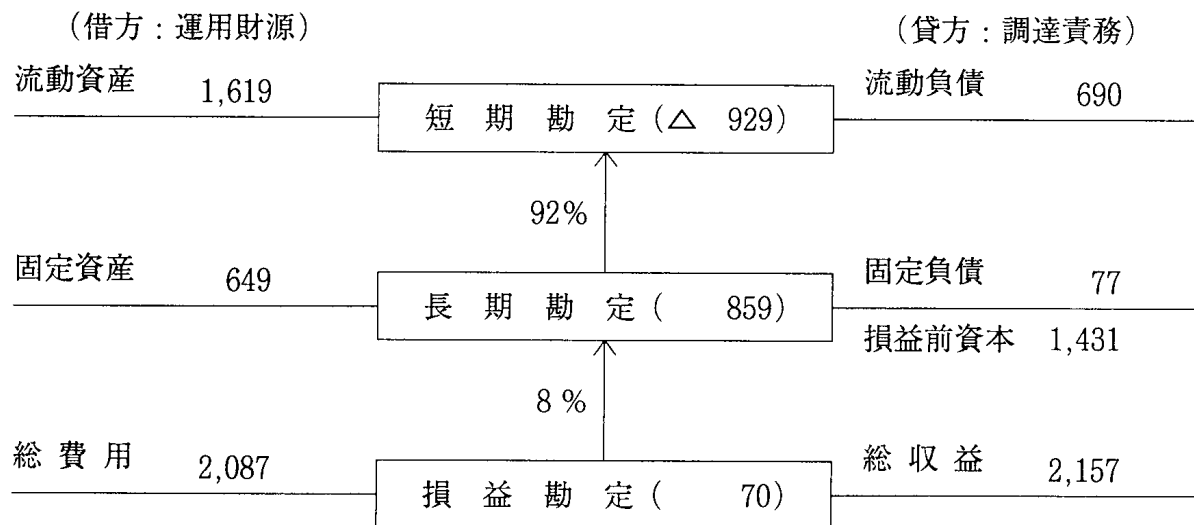 （借方：運用財源） （貸方：調達責務）
流動資産 1,619 短期勘定（△ 929） 流動負債 690
92%
固定資産 649 長期勘定（ 859） 固定負債 77
損益前資本 1,431
8%
総費用 2,087 損益勘定（ 70） 総収益 2,157